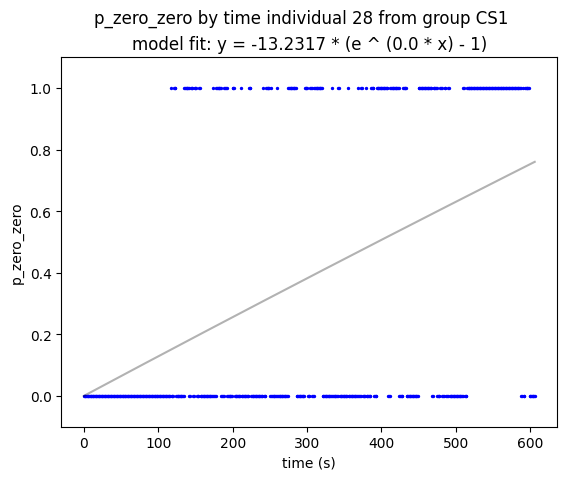 p_zero_zero by time individual 28 from group CS1
model fit: y = -13.2317 * (e ^ (0.0 * x) - 1)
1.0
0.8
0.6
0.4
0.2
0.0
p_zero_zero
0 100 200 300 400 500 600
time (s)